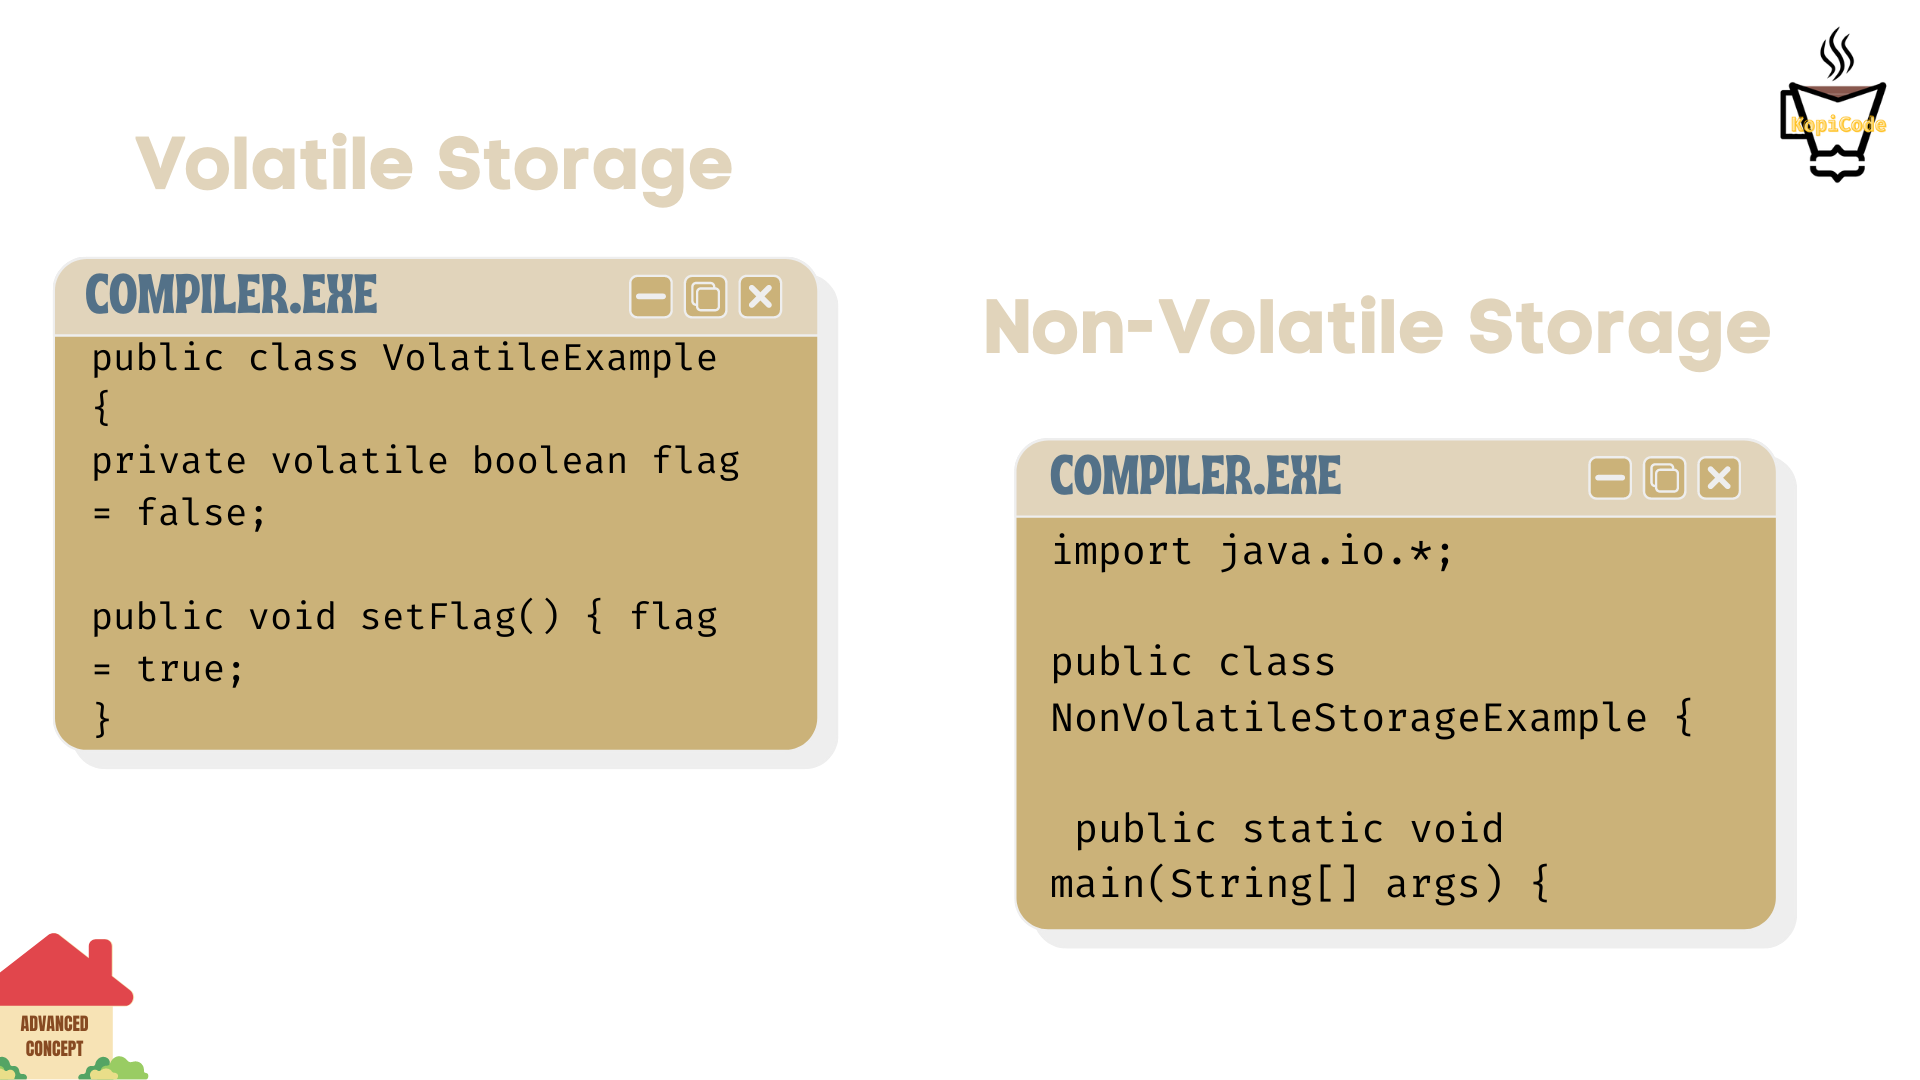 KopiCode
Volatile Storage
COMPILER.EXE
public class VolatileExample
{
private volatile boolean flag
= false;
public void setFlag() { flag
= true;
}
Non-Volatile Storage
COMPILER.EXE
import java.io.*;
public class
NonVolatileStorageExample {
public static void
main(String[] args) {
ADVANCED
CONCEPT